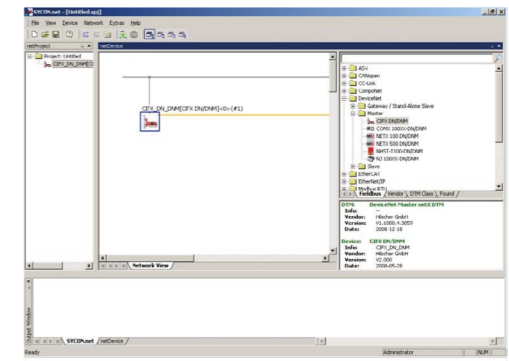 SYCON.net - [Untitled.spj]
File View Device Network Extras Help
netProject
netDevice
Project: Untitled
CIFX_DN_DNM[C
CIFX_DN_DNM[CIFX DN/DNM]<0>(#1)
AS-i
CANopen
CC-Link
CompoNet
DeviceNet
Gateway / Stand-Alone Slave
Master
CIFX DN/DNM
COMX 100XX-DN/DNM
NETX 100 DN/DNM
NETX 500 DN/DNM
NHST-T100-DN/DNM
NJ 100XX-DN/DNM
Slave
EtherCAT
EtherNet/IP
Modbus RTU
Fieldbus / Vendor \ DTM Class \ Found /
DTM: DeviceNet Master netX DTM
Info: --
Vendor: Hilscher GmbH
Version: V1.1000.4.3059
Date: 2008-12-18
Device: CIFX DN/DNM
Info: CIFX_DN_DNM
Vendor: Hilscher GmbH
Version: V2.000
Date: 2008-05-28
Network View
Output Window
SYCON.net / netDevice /
Ready
Administrator
NUM